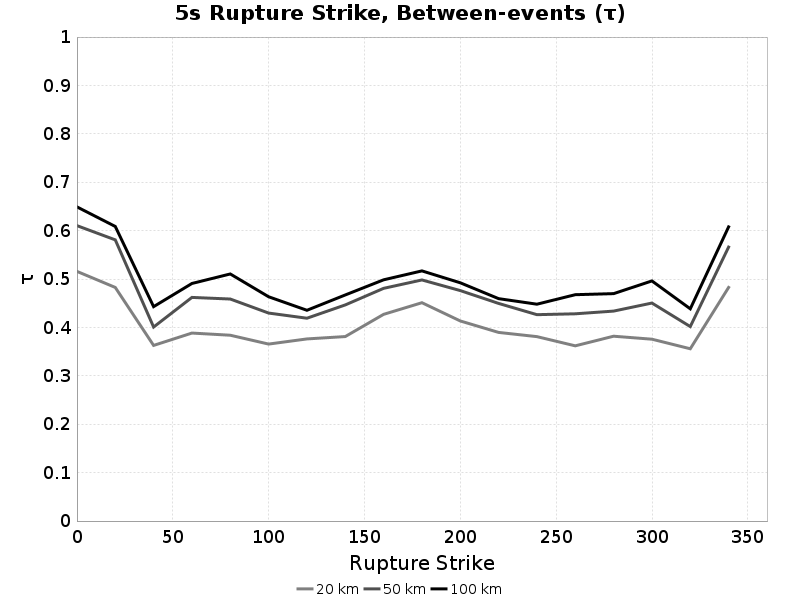 5s Rupture Strike, Between-events (τ)
1
0.9
0.8
0.7
0.6
0.5
0.4
0.3
0.2
0.1
0
τ
0 50 100 150 200 250 300 350
Rupture Strike
20 km 50 km 100 km